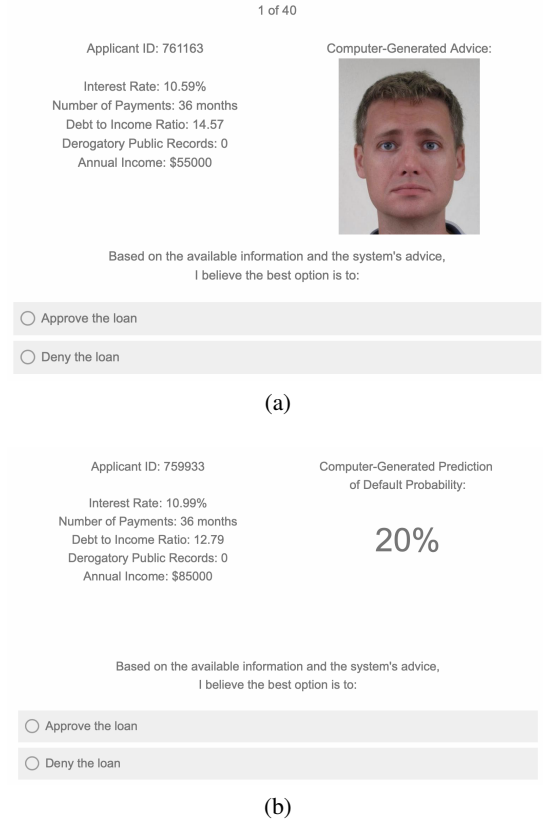 1 of 40
Applicant ID: 761163
Computer-Generated Advice:
Interest Rate: 10.59%
Number of Payments: 36 months
Debt to Income Ratio: 14.57
Derogatory Public Records: 0
Annual Income: $55000
Based on the available information and the system's advice,
I believe the best option is to:
Approve the loan
Deny the loan
(a)
Applicant ID: 759933
Computer-Generated Prediction
of Default Probability:
Interest Rate: 10.99%
Number of Payments: 36 months
Debt to Income Ratio: 12.79
Derogatory Public Records: 0
Annual Income: $85000
20%
Based on the available information and the system's advice,
I believe the best option is to:
Approve the loan
Deny the loan
(b)